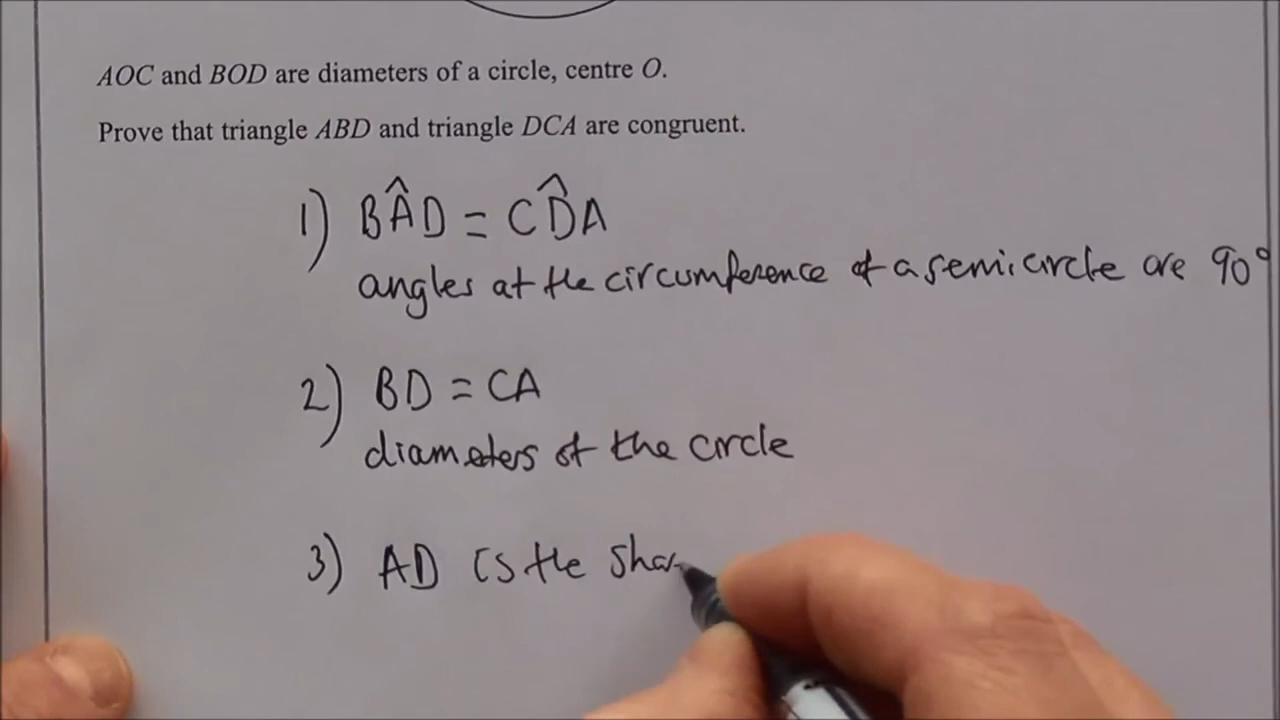 AOC and BOD are diameters of a circle, centre O.
Prove that triangle ABD and triangle DCA are congruent.
1) BÂD = CD̂A
angles at the circumference of a semicircle are 90°
2) BD = CA
diameters of the circle
3) AD is the shar